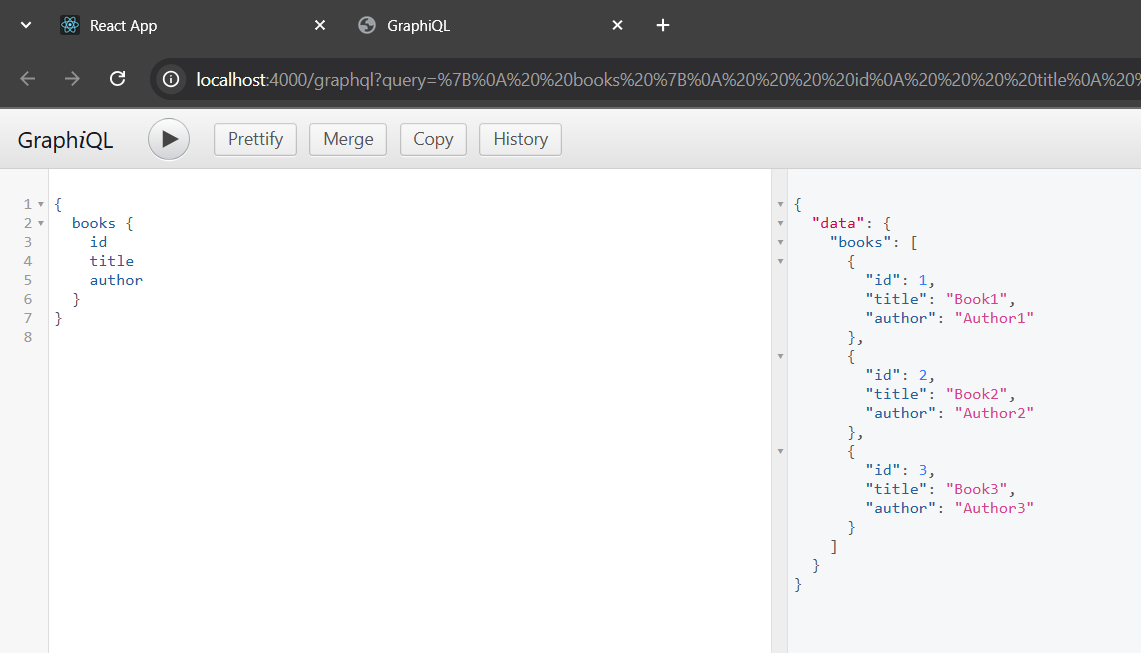 React App
GraphiQL
localhost:4000/graphql?query=%7B%0A%20%20books%20%7B%0A%20%20%20%20id%0A%20%20%20%20title%0A%20%
GraphiQL Prettify Merge Copy History
1 {
2 books {
3 id
4 title
5 author
6 }
7 }
8
{
"data": {
"books": [
{
"id": 1,
"title": "Book1",
"author": "Author1"
},
{
"id": 2,
"title": "Book2",
"author": "Author2"
},
{
"id": 3,
"title": "Book3",
"author": "Author3"
}
]
}
}